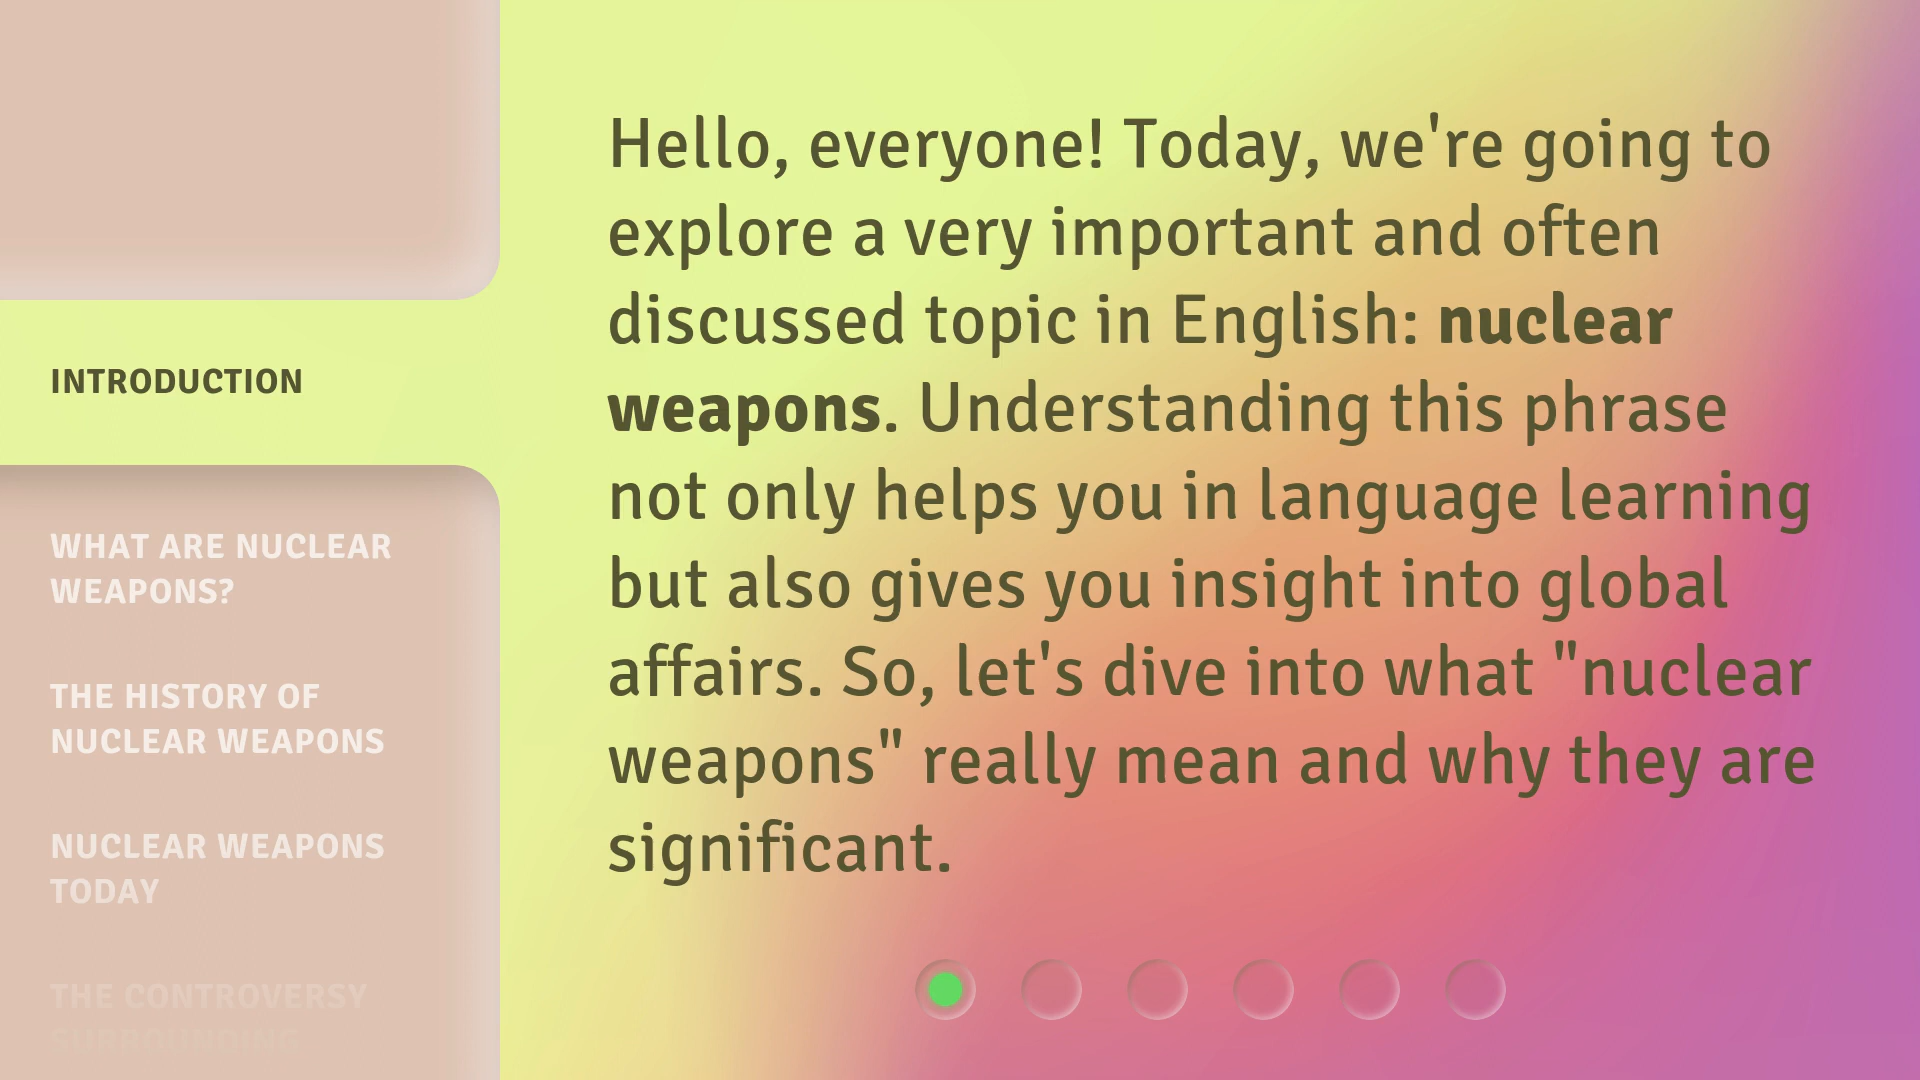 INTRODUCTION
WHAT ARE NUCLEAR
WEAPONS?
THE HISTORY OF
NUCLEAR WEAPONS
NUCLEAR WEAPONS
TODAY
THE CONTROVERSY
SURROUNDING
Hello, everyone! Today, we're going to
explore a very important and often
discussed topic in English: nuclear
weapons. Understanding this phrase
not only helps you in language learning
but also gives you insight into global
affairs. So, let's dive into what "nuclear
weapons" really mean and why they are
significant.